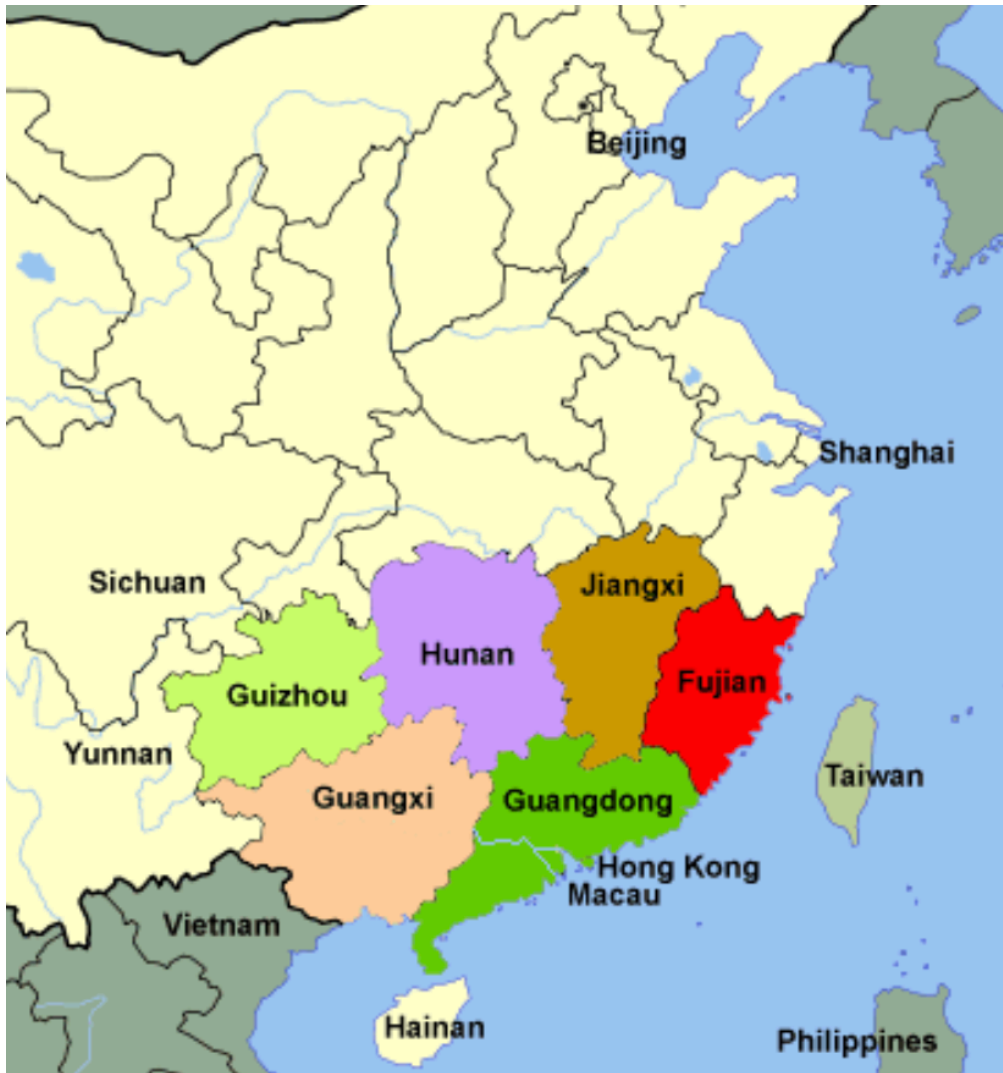 Beijing
Shanghai
Sichuan
Jiangxi
Hunan
Fujian
Guizhou
Yunnan
Taiwan
Guangxi
Guangdong
Hong Kong
Macau
Vietnam
Hainan
Philippines